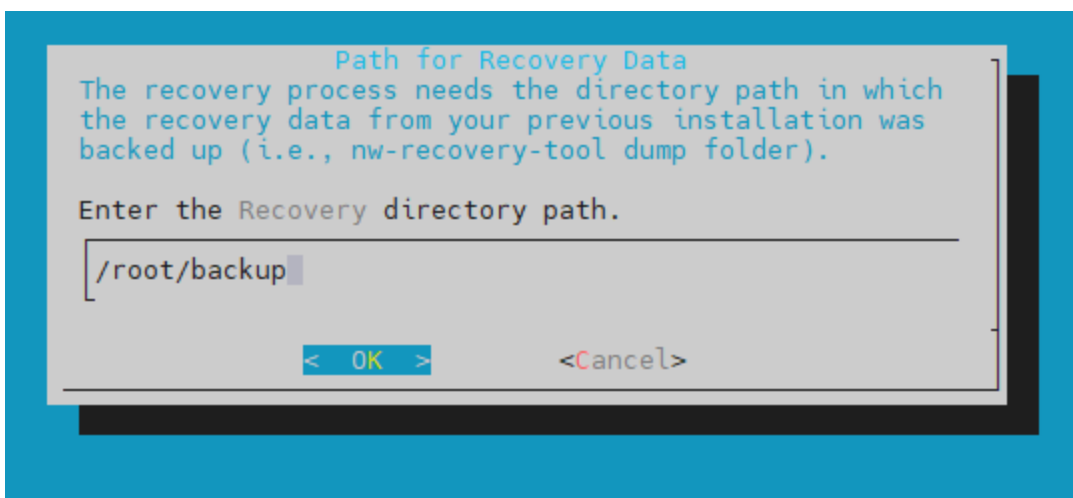 Path for Recovery Data
The recovery process needs the directory path in which
the recovery data from your previous installation was
backed up (i.e., nw-recovery-tool dump folder).
Enter the Recovery directory path.
/root/backup
< OK > <Cancel>